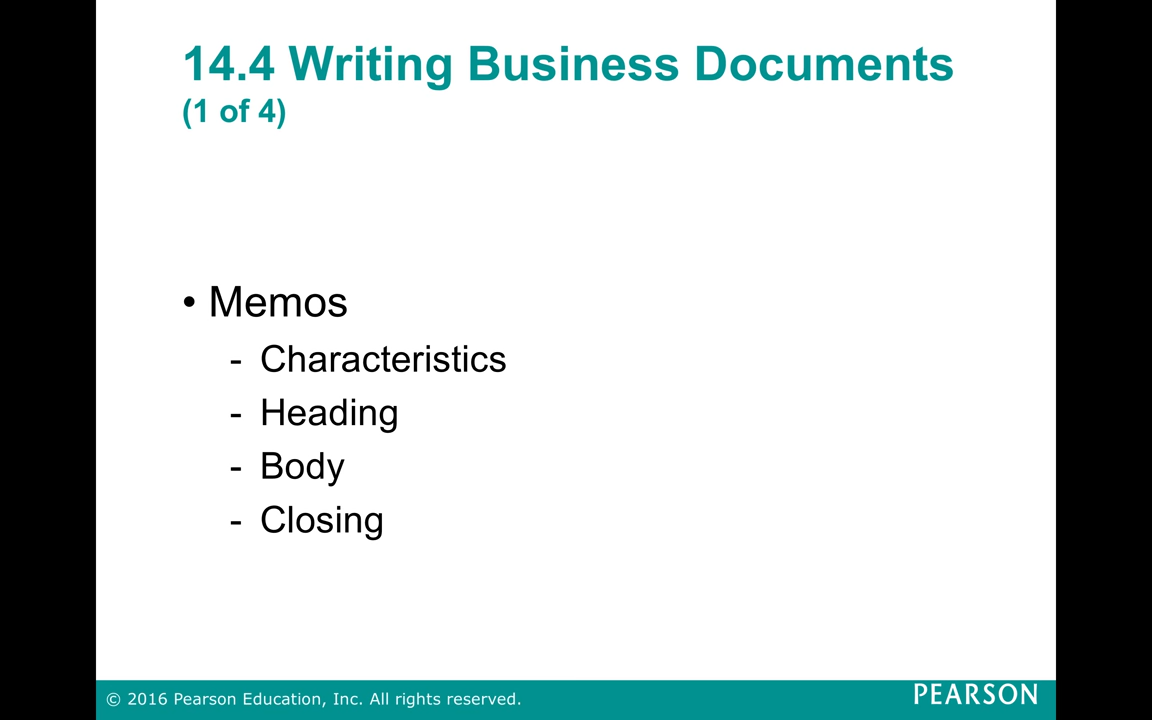 14.4 Writing Business Documents
(1 of 4)
• Memos
- Characteristics
- Heading
- Body
- Closing
© 2016 Pearson Education, Inc. All rights reserved.
PEARSON